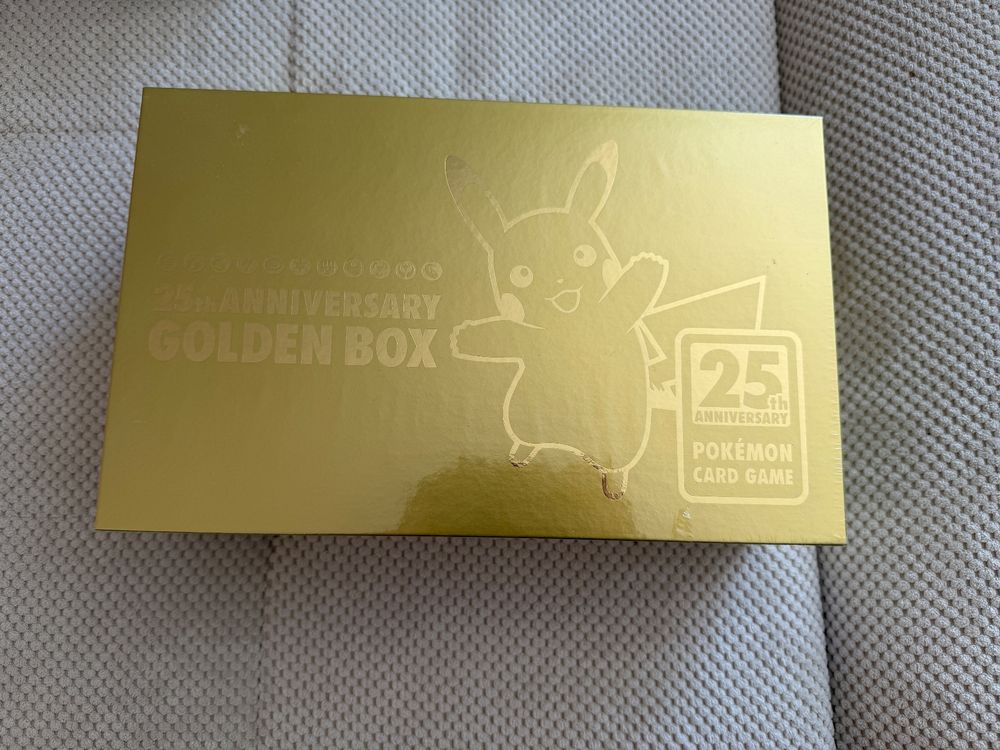 25th ANNIVERSARY
GOLDEN BOX
25th
ANNIVERSARY
POKÉMON
CARD GAME